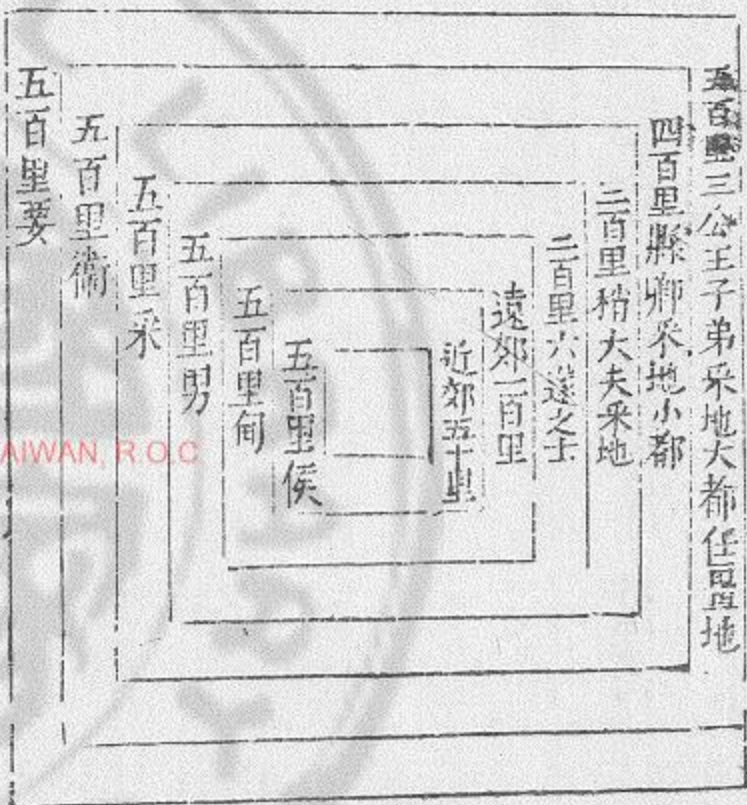 五百里三公王子弟采地大都任畺地
四百里縣卿采地小都
三百里稍大夫采地
二百里六遂之士
遠郊一百里
近郊五十里
五百里侯
五百里甸
五百里男
五百里采
五百里衛
五百里要
AIWAN, R.O.C